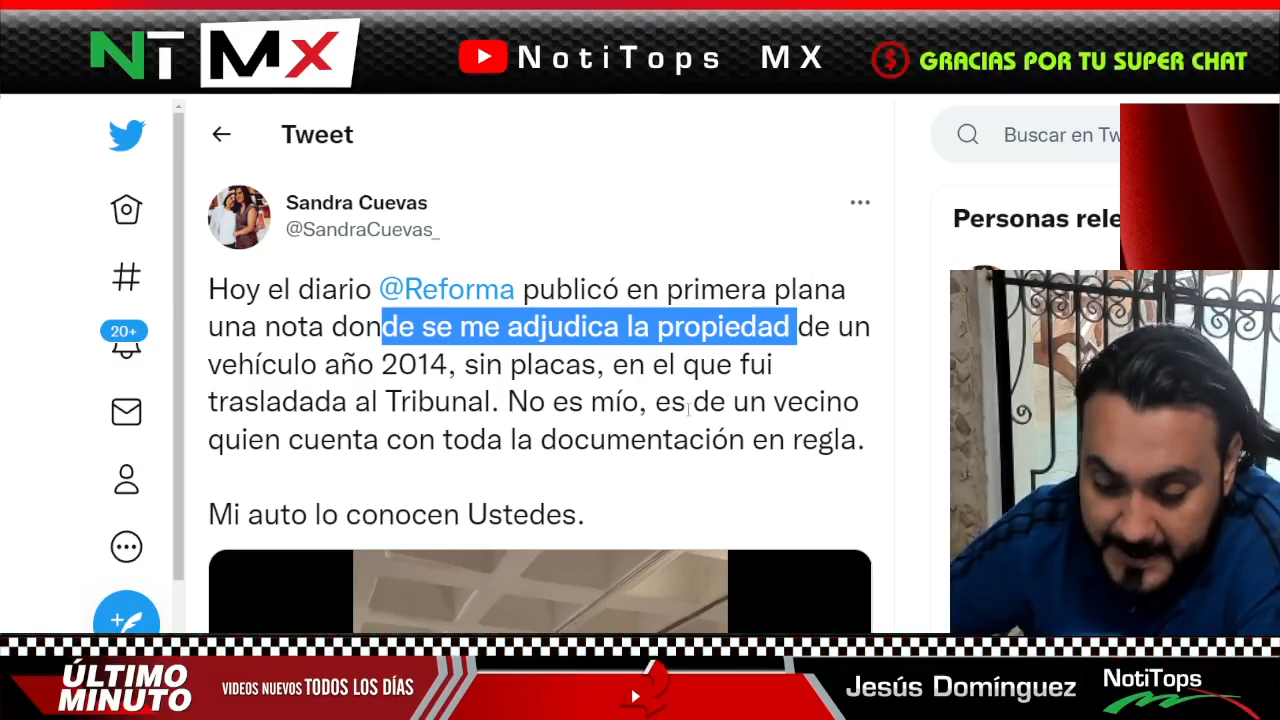 NT MX
NotiTops MX
GRACIAS POR TU SUPER CHAT
Tweet
Buscar en Tw
Sandra Cuevas
@SandraCuevas_
Personas rele
Hoy el diario @Reforma publicó en primera plana
una nota donde se me adjudica la propiedad de un
vehículo año 2014, sin placas, en el que fui
trasladada al Tribunal. No es mío, es de un vecino
quien cuenta con toda la documentación en regla.
Mi auto lo conocen Ustedes.
20+
ÚLTIMO
MINUTO
VIDEOS NUEVOS TODOS LOS DÍAS
Jesús Domínguez
NotiTops